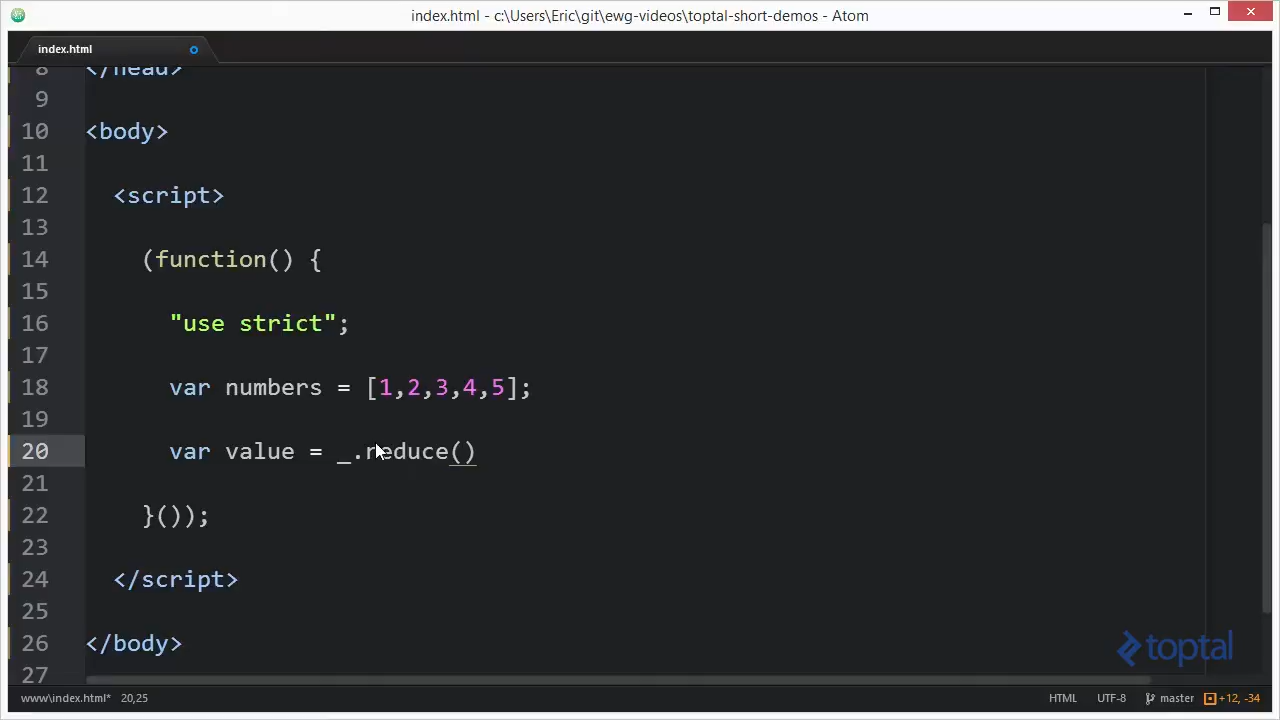 index.html - c:\Users\Eric\git\ewg-videos\toptal-short-demos - Atom
index.html
8 </head>
9
10 <body>
11
12 <script>
13
14 (function() {
15
16 "use strict";
17
18 var numbers = [1,2,3,4,5];
19
20 var value = _.reduce()
21
22 }());
23
24 </script>
25
26 </body>
27
toptal
www\index.html* 20,25 HTML UTF-8 master +12, -34